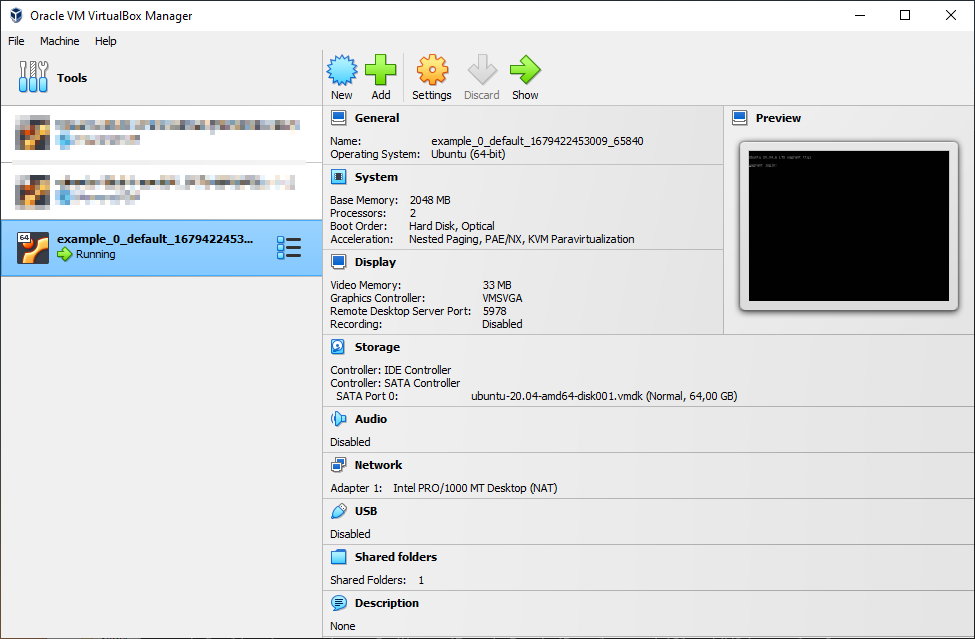 Oracle VM VirtualBox Manager
File Machine Help
Tools
New Add Settings Discard Show
64
example_0_default_1679422453...
Running
General
Name: example_0_default_1679422453009_65840
Operating System: Ubuntu (64-bit)
System
Base Memory: 2048 MB
Processors: 2
Boot Order: Hard Disk, Optical
Acceleration: Nested Paging, PAE/NX, KVM Paravirtualization
Display
Video Memory: 33 MB
Graphics Controller: VMSVGA
Remote Desktop Server Port: 5978
Recording: Disabled
Storage
Controller: IDE Controller
Controller: SATA Controller
SATA Port 0: ubuntu-20.04-amd64-disk001.vmdk (Normal, 64,00 GB)
Audio
Disabled
Network
Adapter 1: Intel PRO/1000 MT Desktop (NAT)
USB
Disabled
Shared folders
Shared Folders: 1
Description
None
Preview